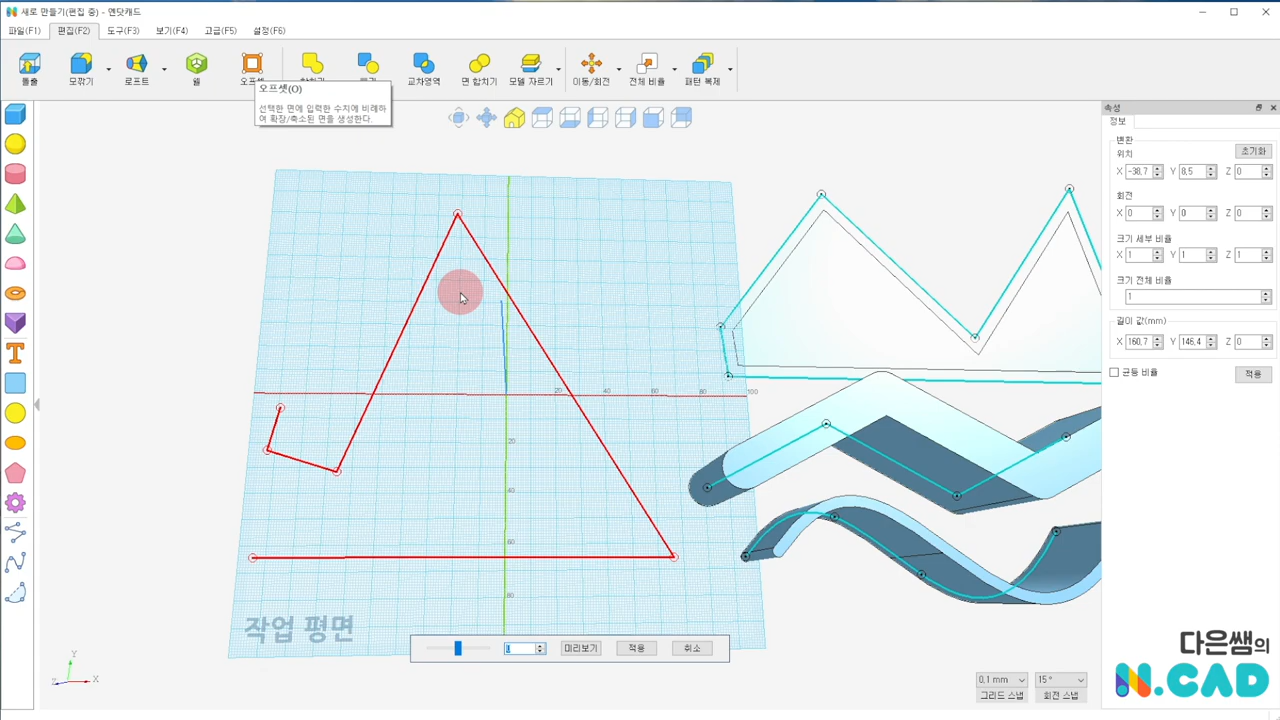 새로 만들기(편집 중) - 엔닷캐드
파일(F1) 편집(F2) 도구(F3) 보기(F4) 고급(F5) 설정(F6)
돌출 모깎기 로프트 쉘 교차영역 면 합치기 모델 자르기 이동/회전 전체 비율 패턴 복제
오프셋(O)
선택한 면에 입력한 수치에 비례하
여 확장/축소된 면을 생성한다.
속성
정보
변환
위치 초기화
X -38,7 Y 8,5 Z 0
회전
X 0 Y 0 Z 0
크기 세부 비율
X 1 Y 1 Z 1
크기 전체 비율
1
길이 값(mm)
X 160,7 Y 146,4 Z 0
균등 비율 적용
20 40 60 80 100
20
40
60
80
작업 평면
1 미리보기 적용 취소
Y
Z X
0,1 mm 15 °
그리드 스냅 회전 스냅
다은쌤의
N.CAD